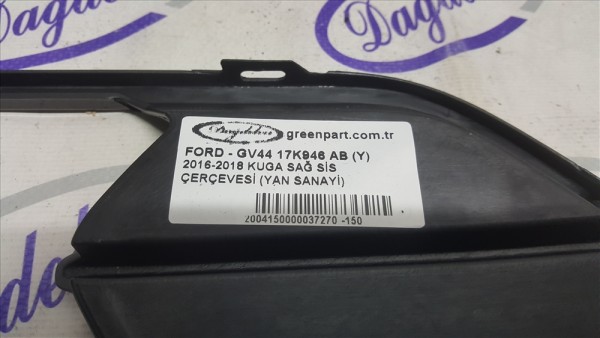 greenpart.com.tr
FORD - GV44 17K946 AB (Y)
2016-2018 KUGA SAĞ SİS
ÇERÇEVESİ (YAN SANAYİ)
2004150000037270 -150